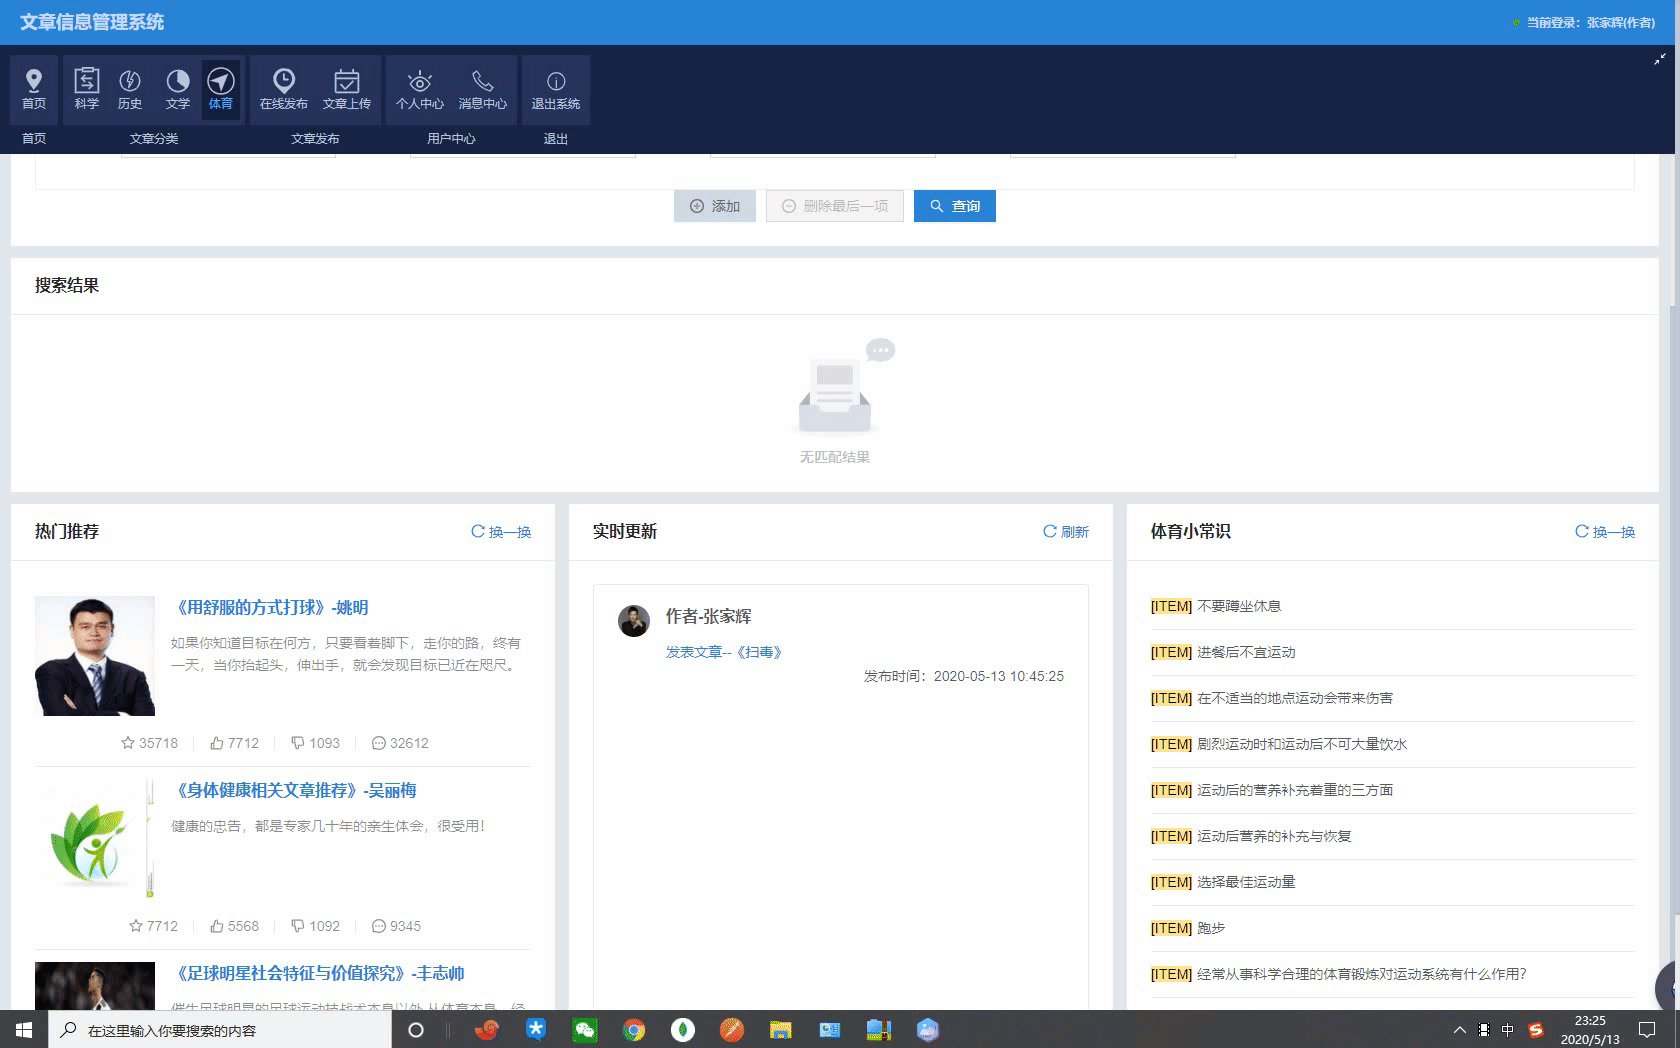 文章信息管理系统
当前登录：张家辉(作者)
首页
科学
历史
文学
体育
在线发布
文章上传
个人中心
消息中心
退出系统
首页
文章分类
文章发布
用户中心
退出
添加
删除最后一项
查询
搜索结果
无匹配结果
热门推荐
换一换
《用舒服的方式打球》-姚明
如果你知道目标在何方，只要看着脚下，走你的路，终有
一天，当你抬起头，伸出手，就会发现目标已近在咫尺。
35718
7712
1093
32612
《身体健康相关文章推荐》-吴丽梅
健康的忠告，都是专家几十年的亲生体会，很受用！
7712
5568
1092
9345
《足球明星社会特征与价值探究》-丰志帅
实时更新
刷新
作者-张家辉
发表文章--《扫毒》
发布时间：2020-05-13 10:45:25
体育小常识
换一换
[ITEM] 不要蹲坐休息
[ITEM] 进餐后不宜运动
[ITEM] 在不适当的地点运动会带来伤害
[ITEM] 剧烈运动时和运动后不可大量饮水
[ITEM] 运动后的营养补充着重的三方面
[ITEM] 运动后营养的补充与恢复
[ITEM] 选择最佳运动量
[ITEM] 跑步
[ITEM] 经常从事科学合理的体育锻炼对运动系统有什么作用？
在这里输入你要搜索的内容
中
23:25
2020/5/13